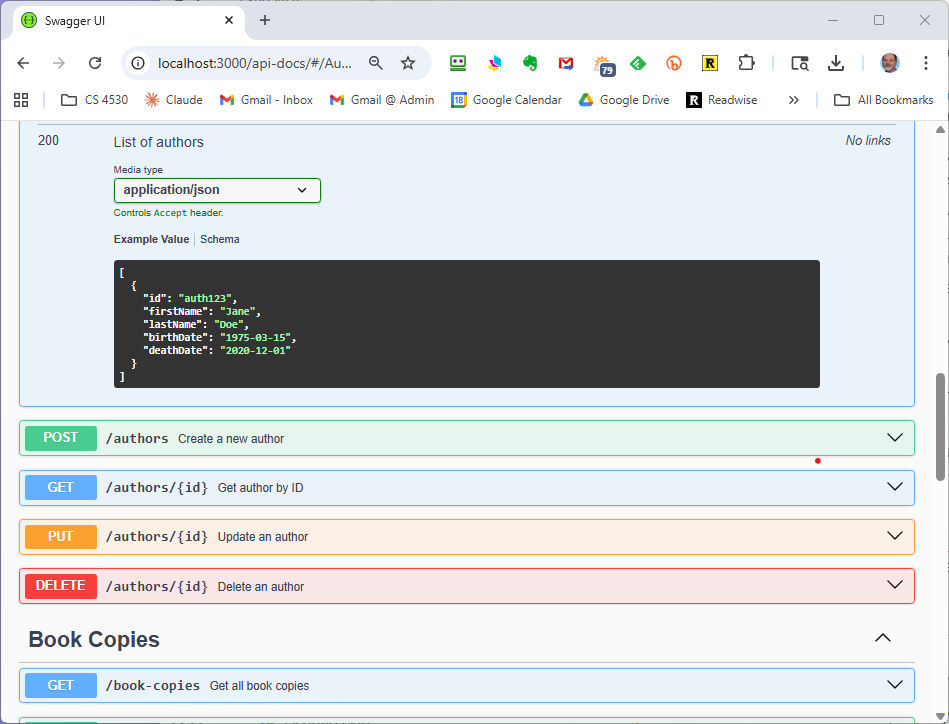 Swagger UI
localhost:3000/api-docs/#/Au...
79
R
CS 4530
Claude
Gmail - Inbox
Gmail @ Admin
18
Google Calendar
Google Drive
R
Readwise
»
All Bookmarks
200
List of authors
No links
Media type
application/json
Controls Accept header.
Example Value
Schema
[
{
"id": "auth123",
"firstName": "Jane",
"lastName": "Doe",
"birthDate": "1975-03-15",
"deathDate": "2020-12-01"
}
]
POST /authors Create a new author
GET /authors/{id} Get author by ID
PUT /authors/{id} Update an author
DELETE /authors/{id} Delete an author
Book Copies
GET /book-copies Get all book copies